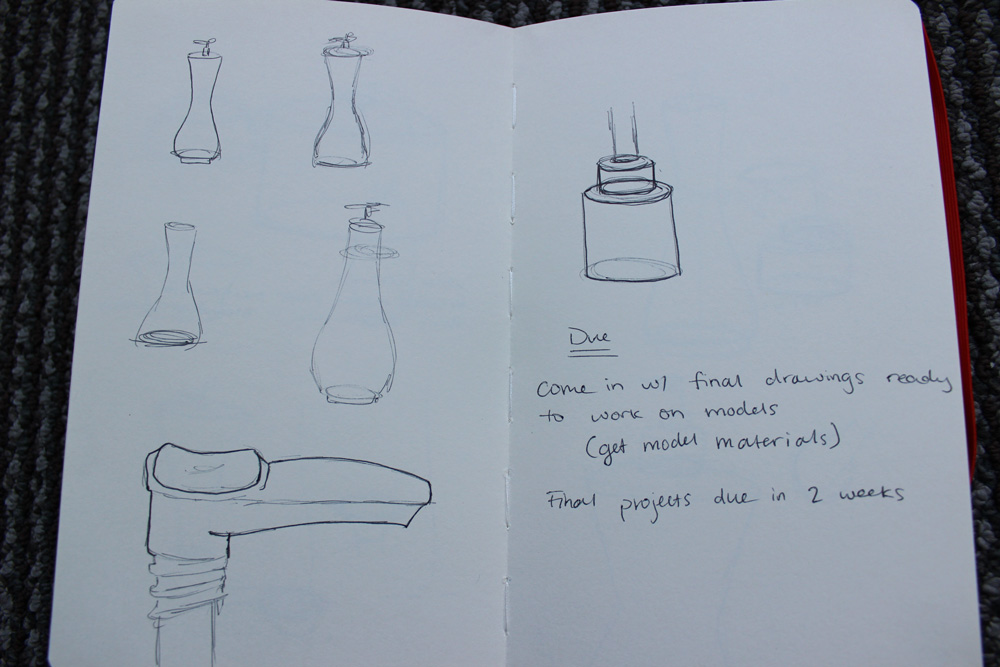 Due
come in w/ final drawings ready
to work on models
(get model materials)
Final projects due in 2 weeks